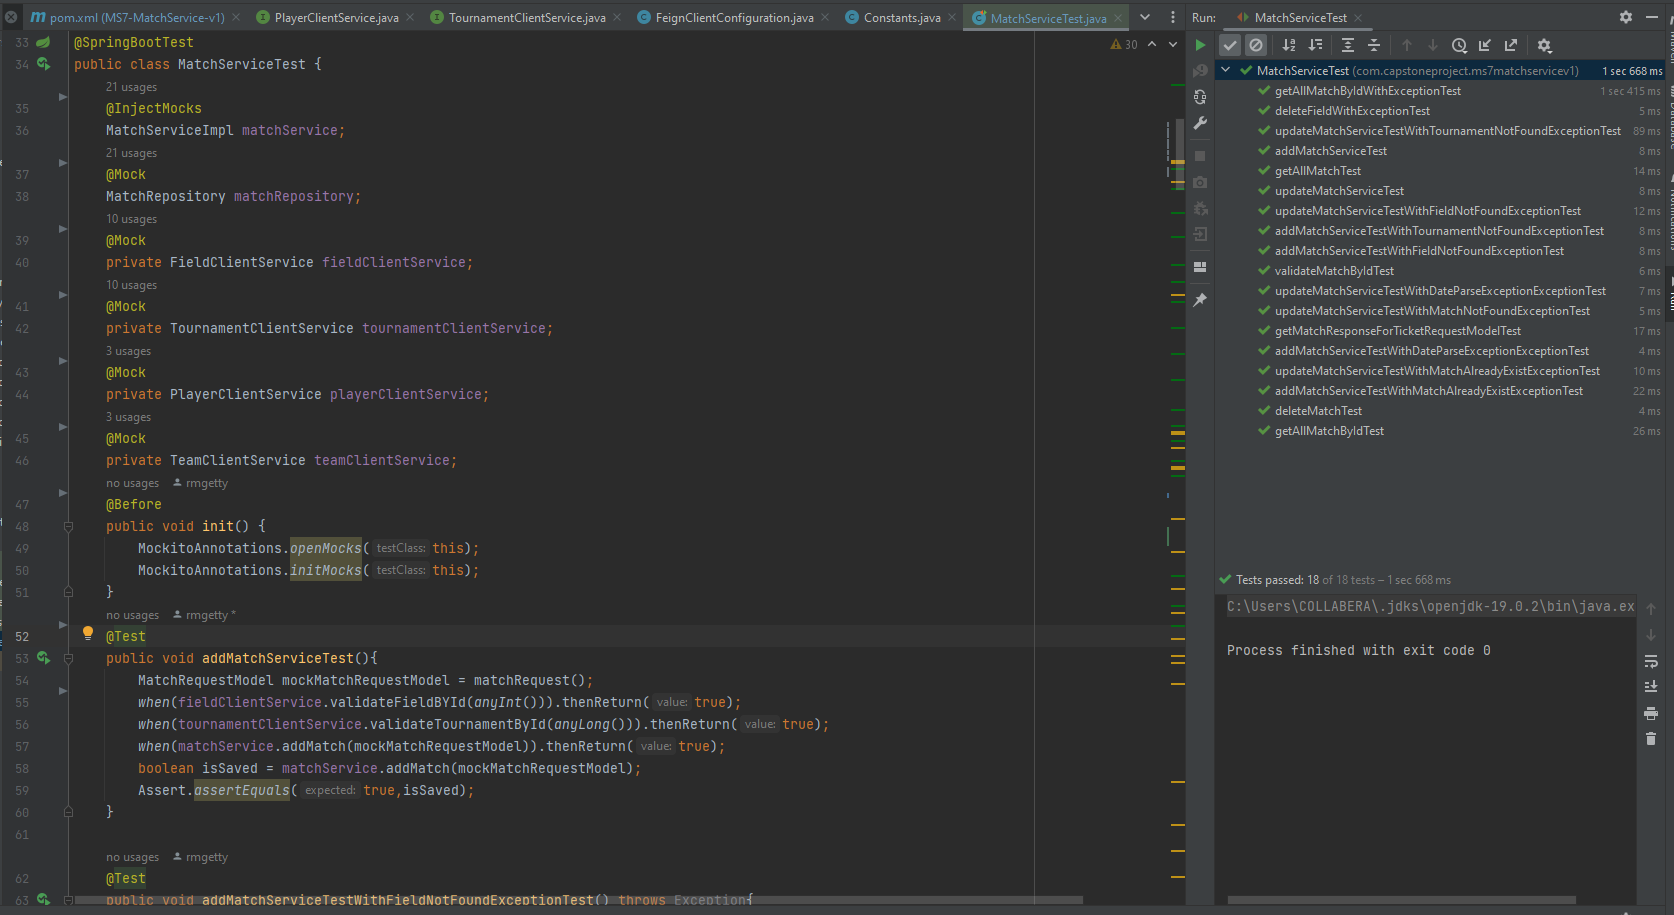 pom.xml (MS7-MatchService-v1) PlayerClientService.java TournamentClientService.java FeignClientConfiguration.java Constants.java MatchServiceTest.java
33 @SpringBootTest
34 public class MatchServiceTest {
21 usages
35 @InjectMocks
36 MatchServiceImpl matchService;
21 usages
37 @Mock
38 MatchRepository matchRepository;
10 usages
39 @Mock
40 private FieldClientService fieldClientService;
10 usages
41 @Mock
42 private TournamentClientService tournamentClientService;
3 usages
43 @Mock
44 private PlayerClientService playerClientService;
3 usages
45 @Mock
46 private TeamClientService teamClientService;
no usages rmgetty
47 @Before
48 public void init() {
49 MockitoAnnotations.openMocks( testClass: this);
50 MockitoAnnotations.initMocks( testClass: this);
51 }
no usages rmgetty *
52 @Test
53 public void addMatchServiceTest(){
54 MatchRequestModel mockMatchRequestModel = matchRequest();
55 when(fieldClientService.validateFieldBYId(anyInt())).thenReturn( value: true);
56 when(tournamentClientService.validateTournamentById(anyLong())).thenReturn( value: true);
57 when(matchService.addMatch(mockMatchRequestModel)).thenReturn( value: true);
58 boolean isSaved = matchService.addMatch(mockMatchRequestModel);
59 Assert.assertEquals( expected: true,isSaved);
60 }
61
no usages rmgetty
62 @Test
63 public void addMatchServiceTestWithFieldNotFoundExceptionTest() throws Exception{
30
Run: MatchServiceTest
MatchServiceTest (com.capstoneproject.ms7matchservicev1) 1 sec 668 ms
getAllMatchByIdWithExceptionTest 1 sec 415 ms
deleteFieldWithExceptionTest 5 ms
updateMatchServiceTestWithTournamentNotFoundExceptionTest 89 ms
addMatchServiceTest 8 ms
getAllMatchTest 14 ms
updateMatchServiceTest 8 ms
updateMatchServiceTestWithFieldNotFoundExceptionTest 12 ms
addMatchServiceTestWithTournamentNotFoundExceptionTest 8 ms
addMatchServiceTestWithFieldNotFoundExceptionTest 8 ms
validateMatchByIdTest 6 ms
updateMatchServiceTestWithDateParseExceptionExceptionTest 7 ms
updateMatchServiceTestWithMatchNotFoundExceptionTest 5 ms
getMatchResponseForTicketRequestModelTest 17 ms
addMatchServiceTestWithDateParseExceptionExceptionTest 4 ms
updateMatchServiceTestWithMatchAlreadyExistExceptionTest 10 ms
addMatchServiceTestWithMatchAlreadyExistExceptionTest 22 ms
deleteMatchTest 4 ms
getAllMatchByIdTest 26 ms
Tests passed: 18 of 18 tests – 1 sec 668 ms
C:\Users\COLLABERA\.jdks\openjdk-19.0.2\bin\java.ex
Process finished with exit code 0